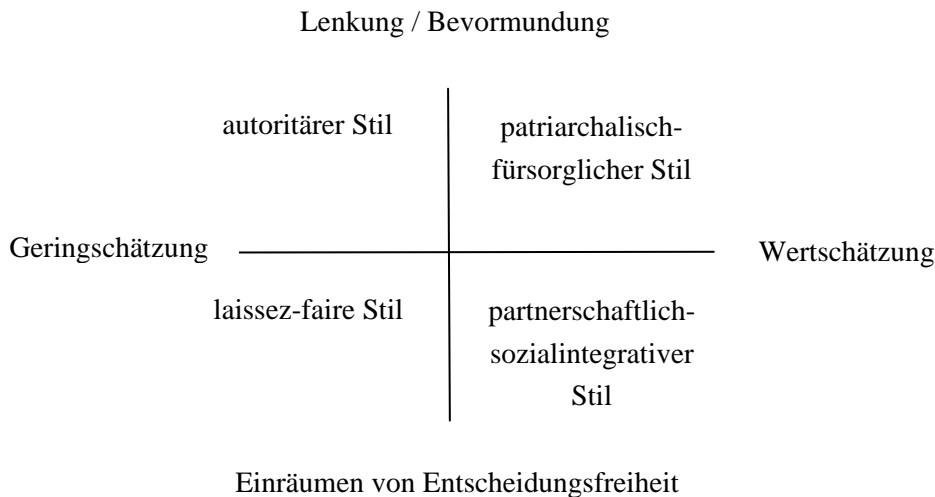 Lenkung / Bevormundung
autoritärer Stil
patriarchalisch-
fürsorglicher Stil
Geringschätzung
Wertschätzung
laissez-faire Stil
partnerschaftlich-
sozialintegrativer
Stil
Einräumen von Entscheidungsfreiheit